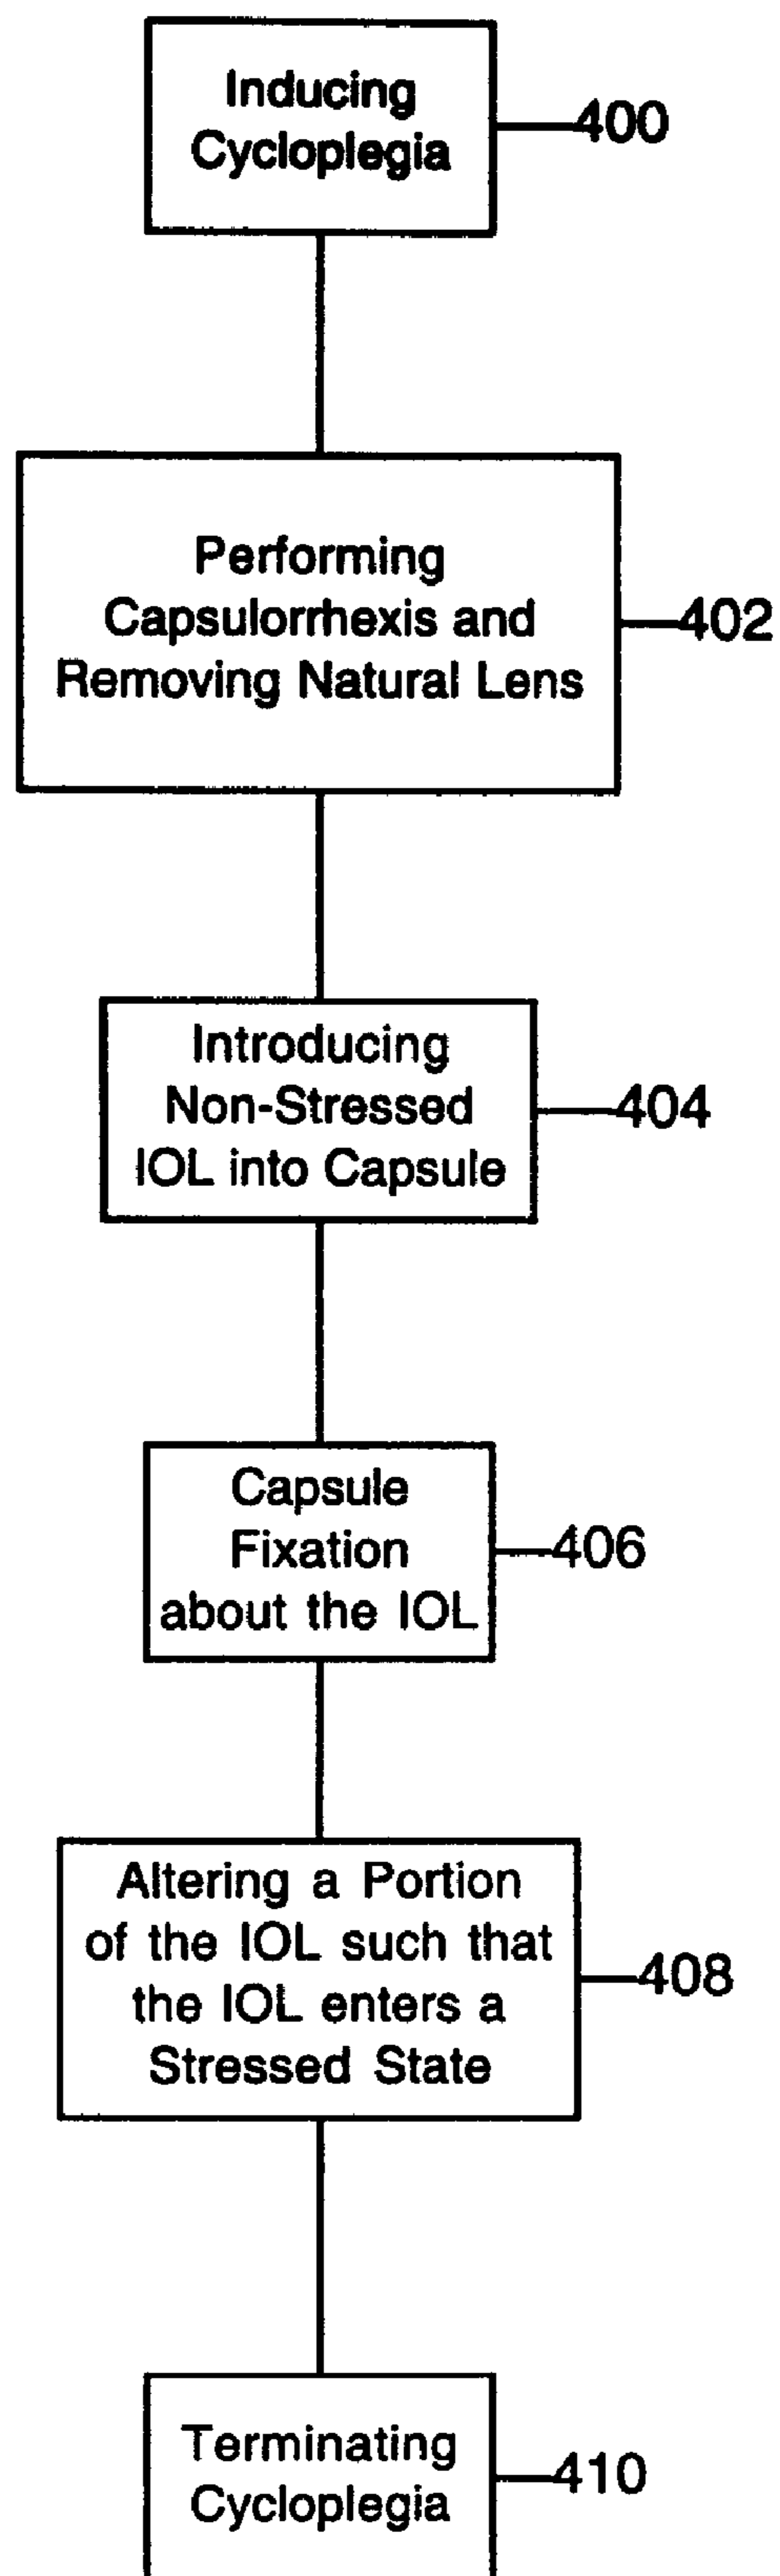 Inducing
Cycloplegia
400
Performing
Capsulorrhexis and
Removing Natural Lens
402
Introducing
Non-Stressed
IOL into Capsule
404
Capsule
Fixation
about the IOL
406
Altering a Portion
of the IOL such that
the IOL enters a
Stressed State
408
Terminating
Cycloplegia
410